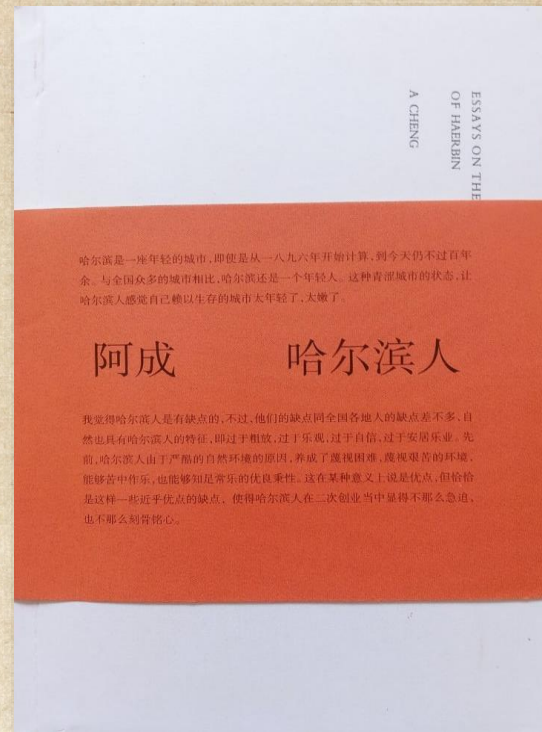 ESSAYS ON THE
OF HAERBIN
A CHENG
哈尔滨是一座年轻的城市，即使是从一八九六年开始计算，到今天仍不过百年
余。与全国众多的城市相比，哈尔滨还是一个年轻人。这种青涩城市的状态，让
哈尔滨人感觉自己赖以生存的城市太年轻了，太嫩了。
阿成 哈尔滨人
我觉得哈尔滨人是有缺点的，不过，他们的缺点同全国各地人的缺点差不多，自
然也具有哈尔滨人的特征，即过于粗放，过于乐观，过于自信，过于安居乐业。先
前，哈尔滨人由于严酷的自然环境的原因，养成了蔑视困难，蔑视艰苦的环境，
能够苦中作乐，也能够知足常乐的优良秉性。这在某种意义上说是优点，但恰恰
是这样一些近乎优点的缺点，使得哈尔滨人在二次创业当中显得不那么急迫，
也不那么刻骨铭心。